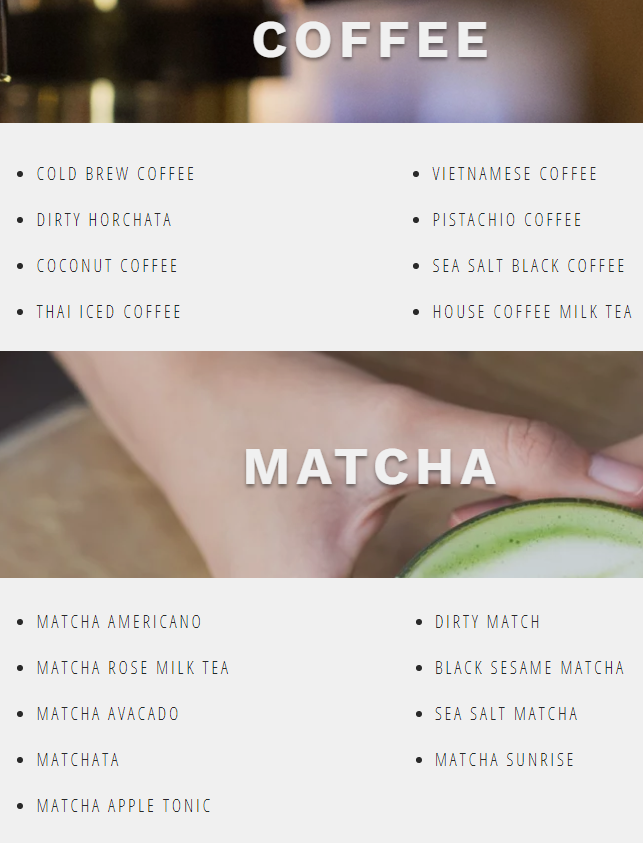 COFFEE
COLD BREW COFFEE
DIRTY HORCHATA
COCONUT COFFEE
THAI ICED COFFEE
VIETNAMESE COFFEE
PISTACHIO COFFEE
SEA SALT BLACK COFFEE
HOUSE COFFEE MILK TEA
MATCHA
MATCHA AMERICANO
MATCHA ROSE MILK TEA
MATCHA AVACADO
MATCHATA
MATCHA APPLE TONIC
DIRTY MATCH
BLACK SESAME MATCHA
SEA SALT MATCHA
MATCHA SUNRISE